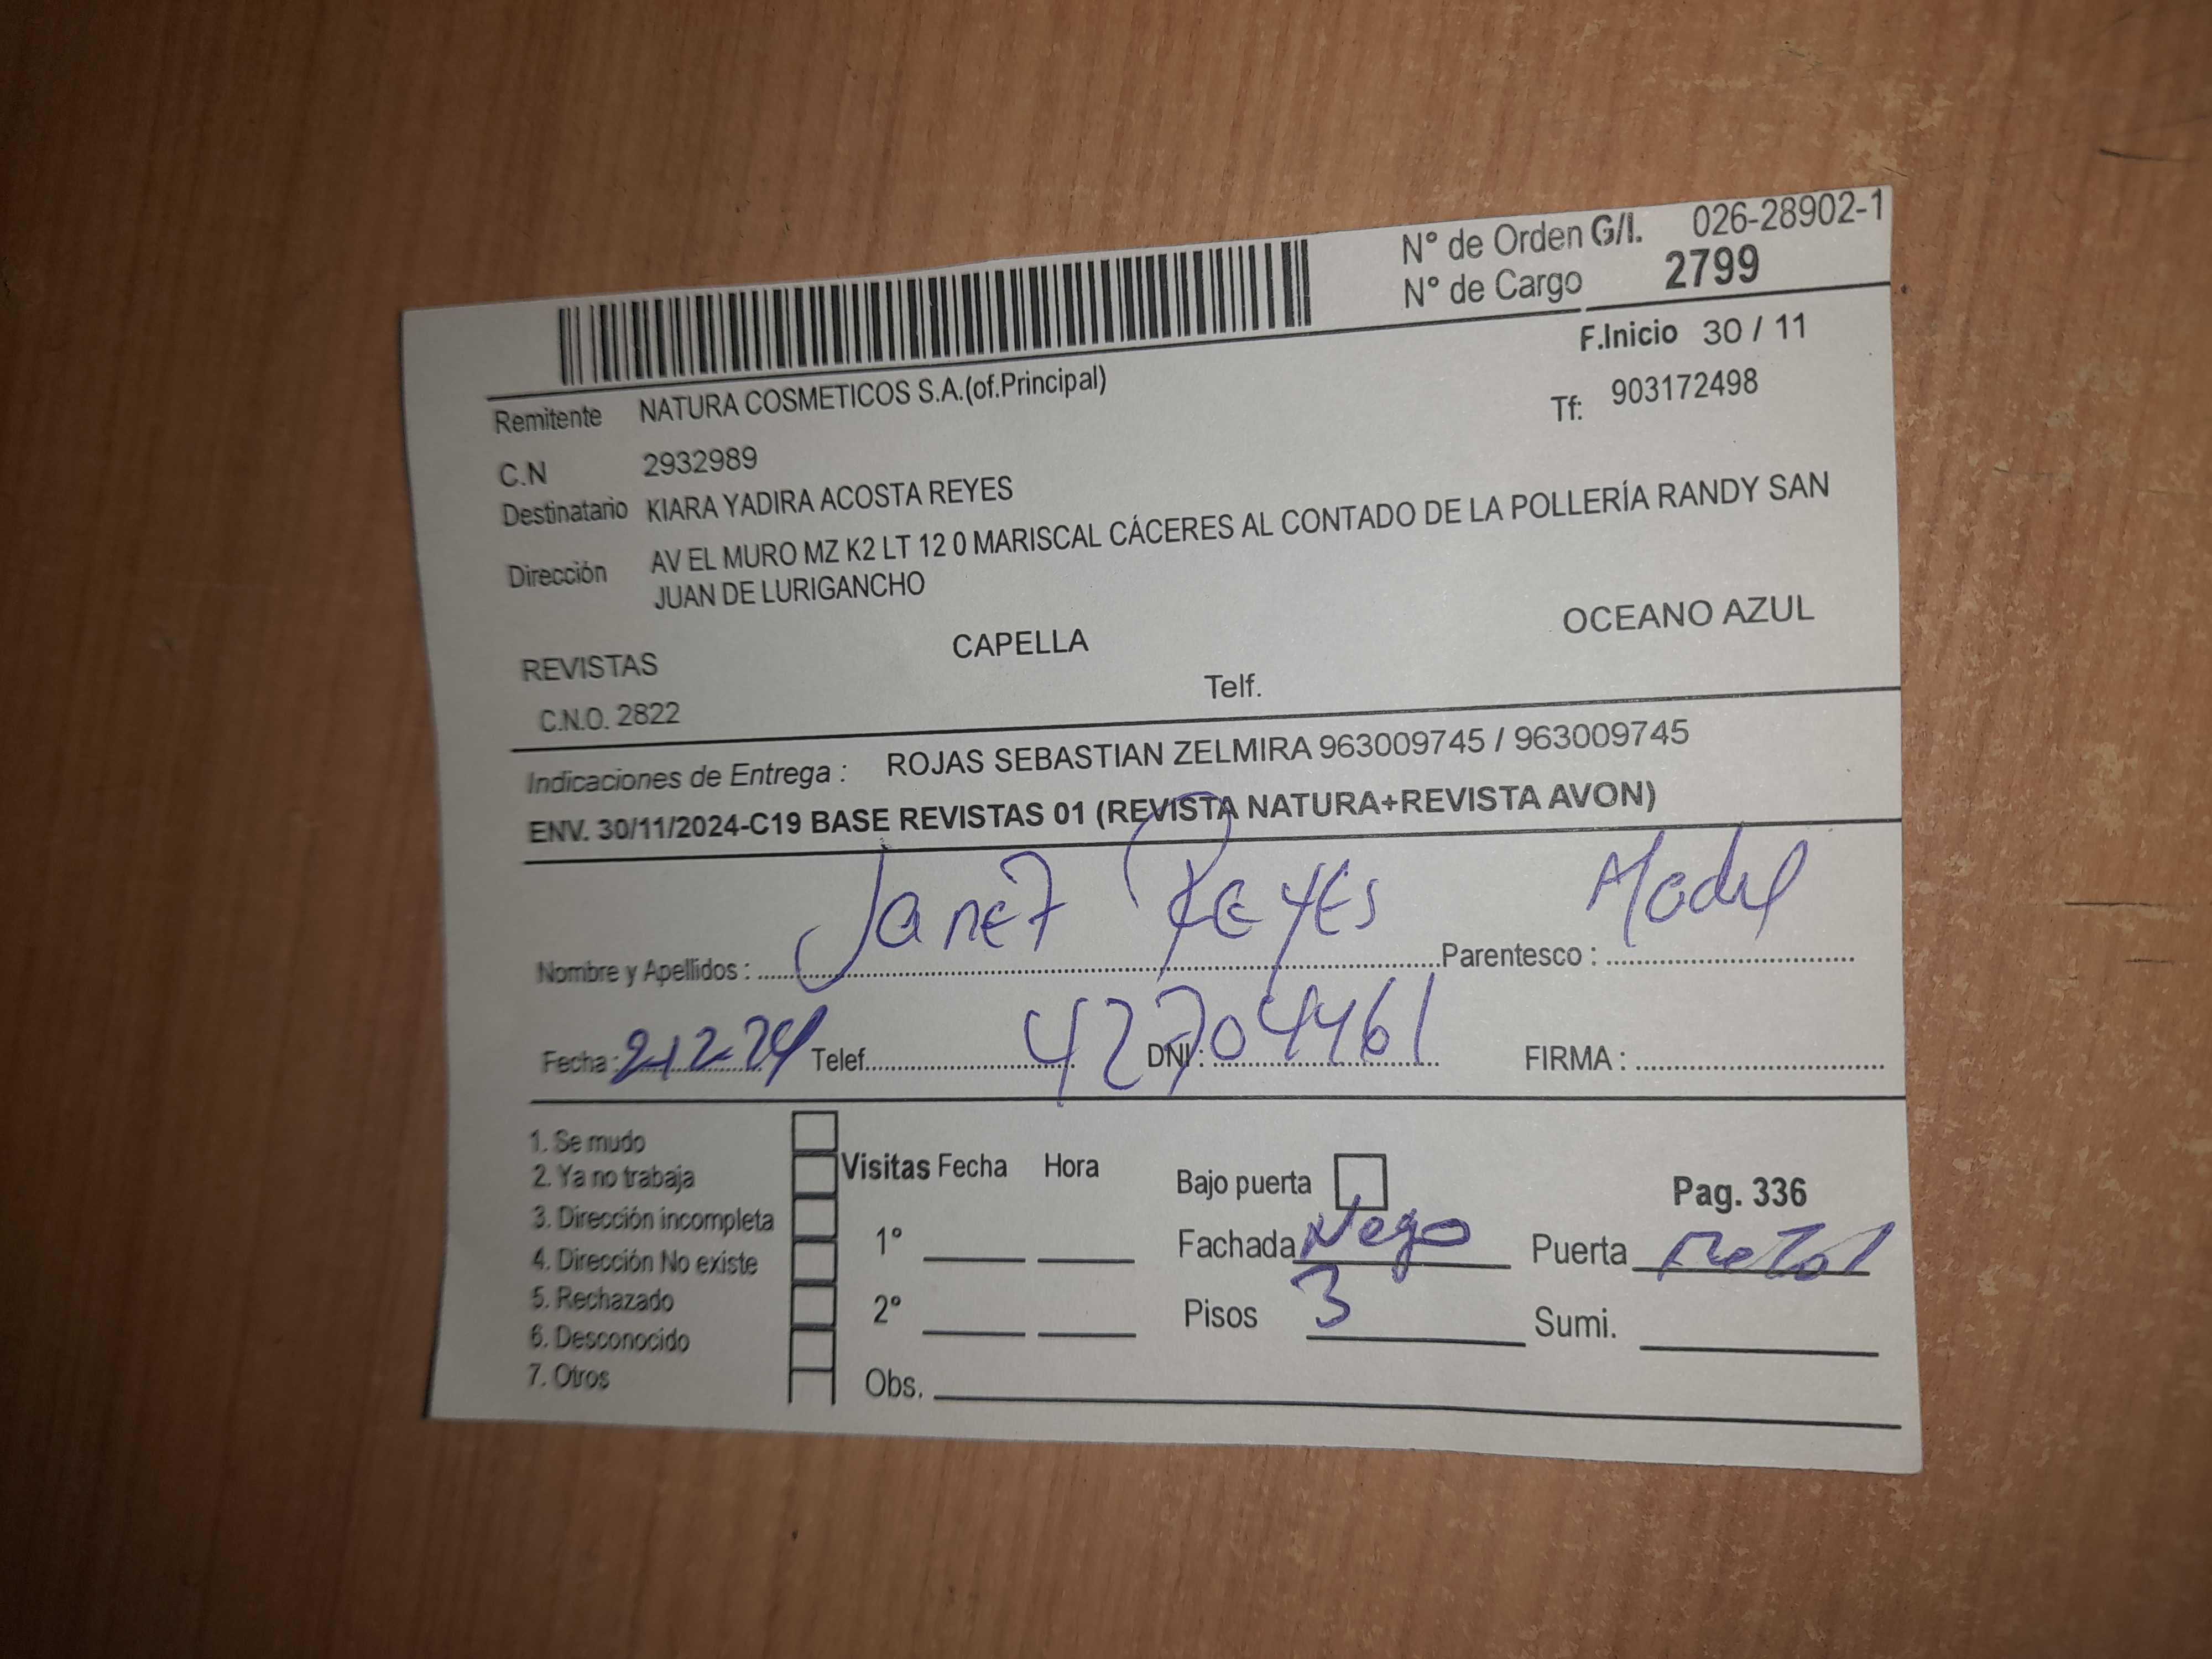 N° de Orden G/I. 026-28902-1
N° de Cargo 2799
F.Inicio 30 / 11
Remitente NATURA COSMETICOS S.A.(of.Principal)
Tf: 903172498
C.N 2932989
Destinatario KIARA YADIRA ACOSTA REYES
Dirección AV EL MURO MZ K2 LT 12 0 MARISCAL CÁCERES AL CONTADO DE LA POLLERÍA RANDY SAN
JUAN DE LURIGANCHO
REVISTAS CAPELLA OCEANO AZUL
C.N.O. 2822 Telf.
Indicaciones de Entrega : ROJAS SEBASTIAN ZELMIRA 963009745 / 963009745
ENV. 30/11/2024-C19 BASE REVISTAS 01 (REVISTA NATURA+REVISTA AVON)
Nombre y Apellidos : Janet Reyes Parentesco : Madre
Fecha : 2-12-24 Telef. DNI : 42704461 FIRMA :
1. Se mudo
2. Ya no trabaja
3. Dirección incompleta
4. Dirección No existe
5. Rechazado
6. Desconocido
7. Otros
Visitas Fecha Hora
1°
2°
Obs.
Bajo puerta Pag. 336
Fachada Nego Puerta Metal
Pisos 3 Sumi.